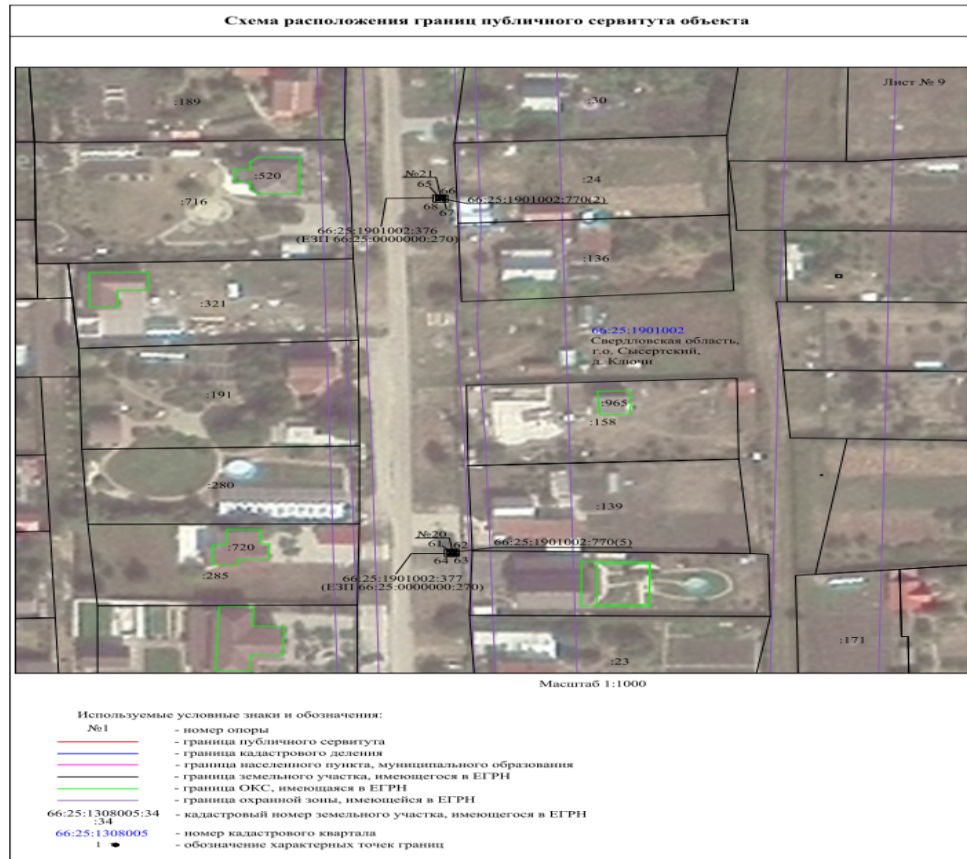 Схема расположения границ публичного сервитута объекта
Лист № 9
:189
:30
:520
№21
:24
65 66
:716
68 67
66:25:1901002:770(2)
66:25:1901002:376
(ЕЗП 66:25:0000000:270)
:136
:321
66:25:1901002
Свердловская область,
г.о. Сысертский,
д. Ключи
:191
:965
:158
:280
:139
№20
61 62
66:25:1901002:770(5)
:720
64 63
:285
66:25:1901002:377
(ЕЗП 66:25:0000000:270)
:171
:23
Масштаб 1:1000
Используемые условные знаки и обозначения:
№1 - номер опоры
- граница публичного сервитута
- граница кадастрового деления
- граница населенного пункта, муниципального образования
- граница земельного участка, имеющегося в ЕГРН
- граница ОКС, имеющаяся в ЕГРН
- граница охранной зоны, имеющейся в ЕГРН
66:25:1308005:34 - кадастровый номер земельного участка, имеющегося в ЕГРН
:34
66:25:1308005 - номер кадастрового квартала
1 - обозначение характерных точек границ